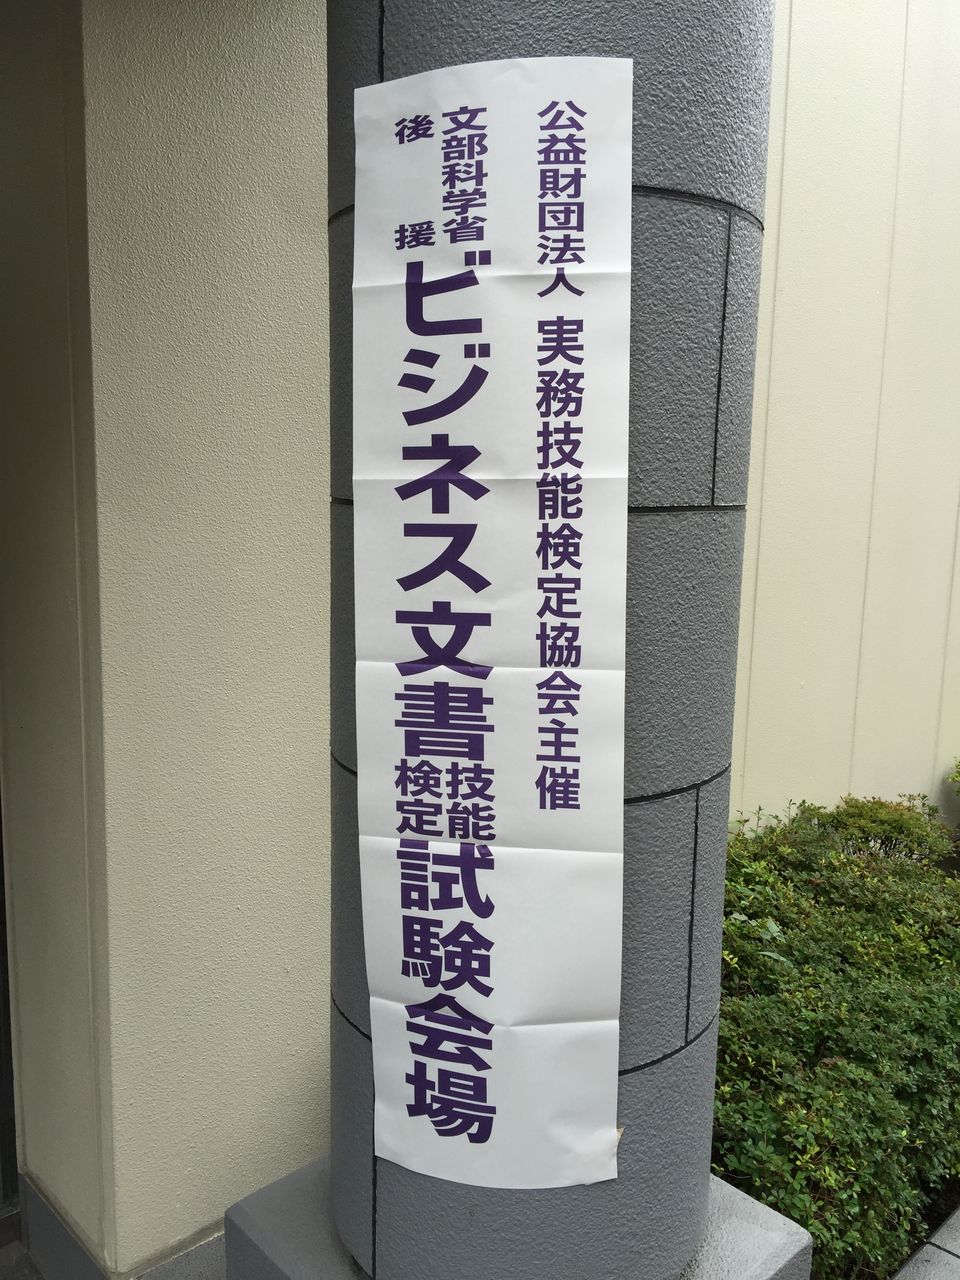 公益財団法人 実務技能検定協会主催
文部科学省
後援
ビジネス文書技能検定試験会場